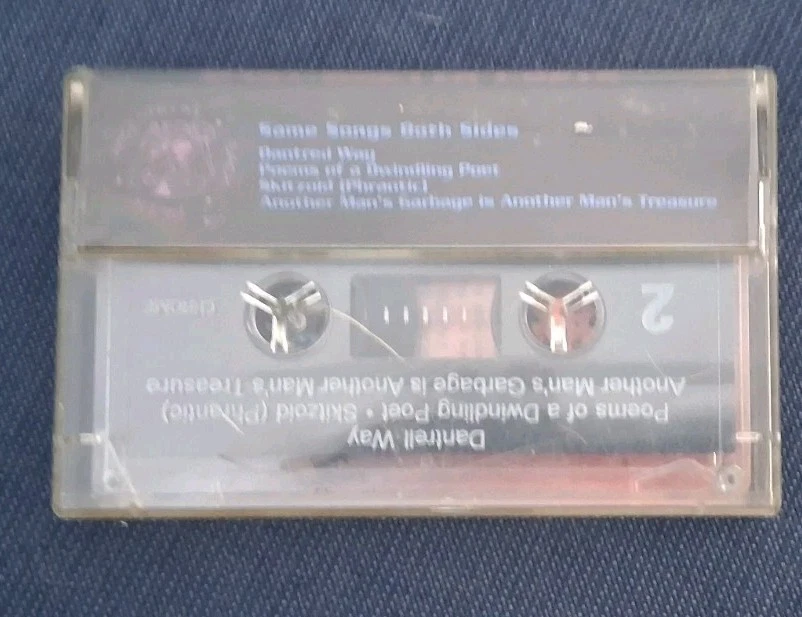 Same Songs Both Sides
Dantred Way
Poems of a Dwindling Poet
Skitzoid (Phrantic)
Another Man's Garbage is Another Man's Treasure
2
Dantrell Way
Poems of a Dwindling Poet • Skitzoid (Phrantic)
Another Man's Garbage is Another Man's Treasure